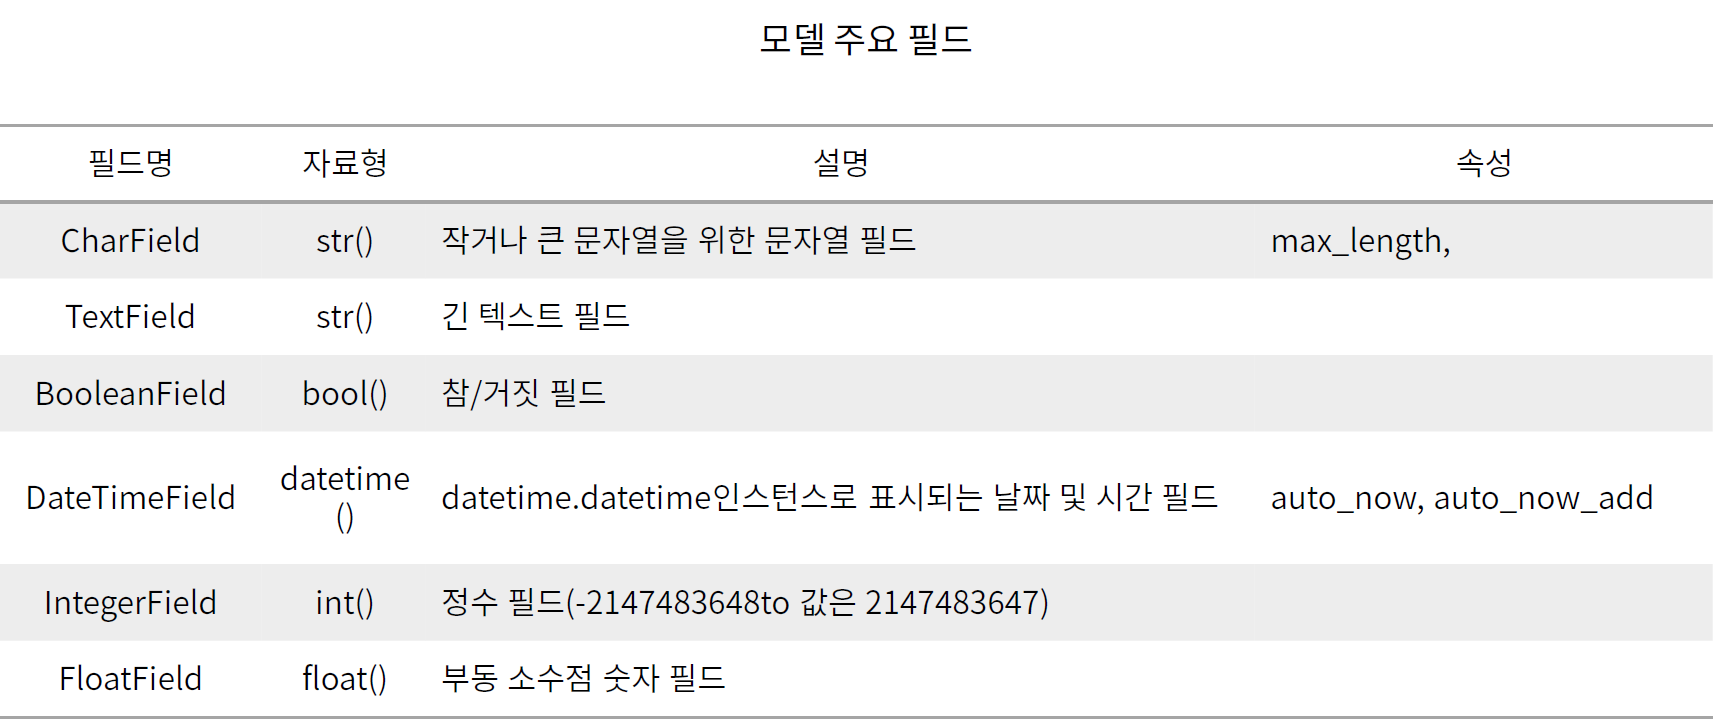 모델 주요 필드
필드명 자료형 설명 속성
CharField str() 작거나 큰 문자열을 위한 문자열 필드 max_length,
TextField str() 긴 텍스트 필드
BooleanField bool() 참/거짓 필드
DateTimeField datetime() datetime.datetime인스턴스로 표시되는 날짜 및 시간 필드 auto_now, auto_now_add
IntegerField int() 정수 필드(-2147483648to 값은 2147483647)
FloatField float() 부동 소수점 숫자 필드